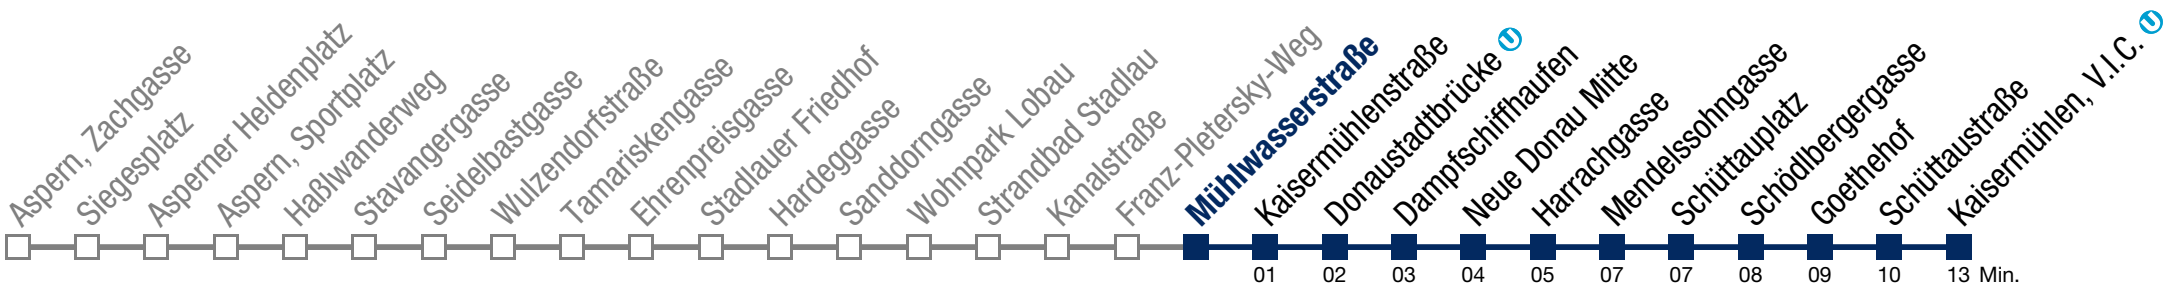 Aspern, Zachgasse
Siegesplatz
Asperner Heldenplatz
Aspern, Sportplatz
Haßlwanderweg
Stavangergasse
Seidelbastgasse
Wulzendorfstraße
Tamariskengasse
Ehrenpreisgasse
Stadlauer Friedhof
Hardeggasse
Sanddorngasse
Wohnpark Lobau
Strandbad Stadlau
Kanalstraße
Franz-Pletersky-Weg
Mühlwasserstraße
Kaisermühlenstraße
Donaustadtbrücke U
Dampfschiffhaufen
Neue Donau Mitte
Harrachgasse
Mendelssohngasse
Schüttauplatz
Schödlbergergasse
Goethehof
Schüttaustraße
Kaisermühlen, V.I.C. U
01 02 03 04 05 07 07 08 09 10 13 Min.